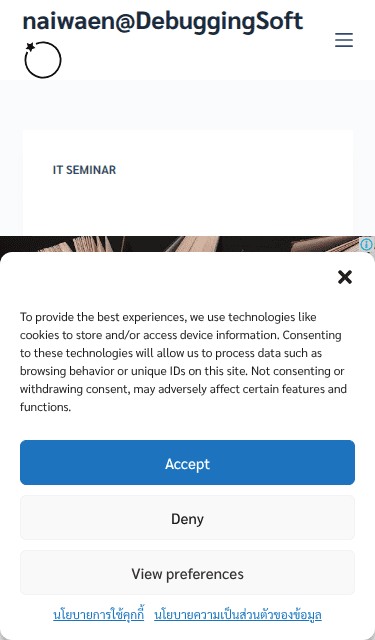 naiwaen@DebuggingSoft
IT SEMINAR
To provide the best experiences, we use technologies like
cookies to store and/or access device information. Consenting
to these technologies will allow us to process data such as
browsing behavior or unique IDs on this site. Not consenting or
withdrawing consent, may adversely affect certain features and
functions.
Accept
Deny
View preferences
นโยบายการใช้คุกกี้ นโยบายความเป็นส่วนตัวของข้อมูล